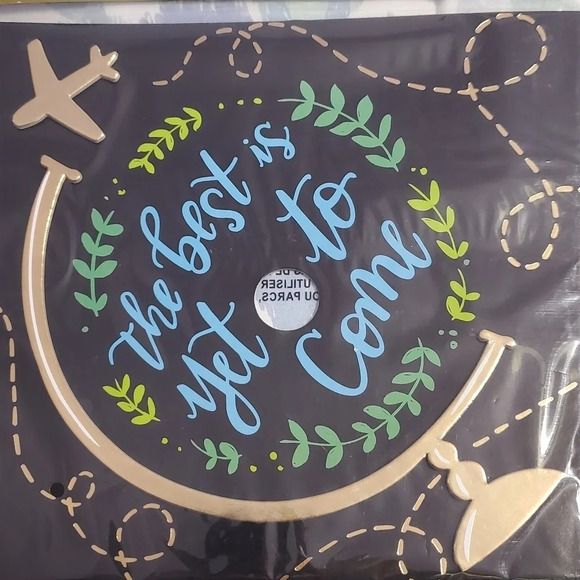 the best is
Yet to
Come
UTILISER
OU PARCS,